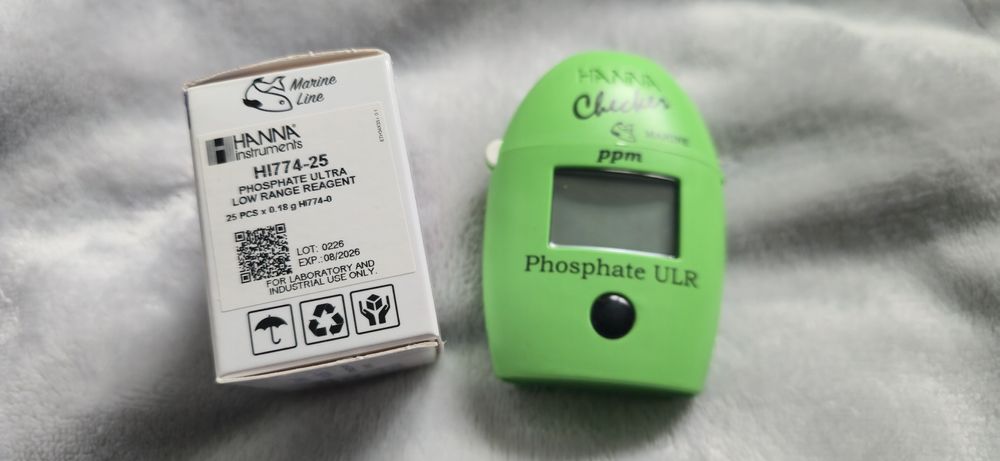 Marine
Line
HANNA
instruments
HI774-25
PHOSPHATE ULTRA
LOW RANGE REAGENT
25 PCS x 0.18 g HI774-0
LOT: 0226
EXP.: 08/2026
FOR LABORATORY AND
INDUSTRIAL USE ONLY.
HANNA
Checker
MARINE
ppm
Phosphate ULR